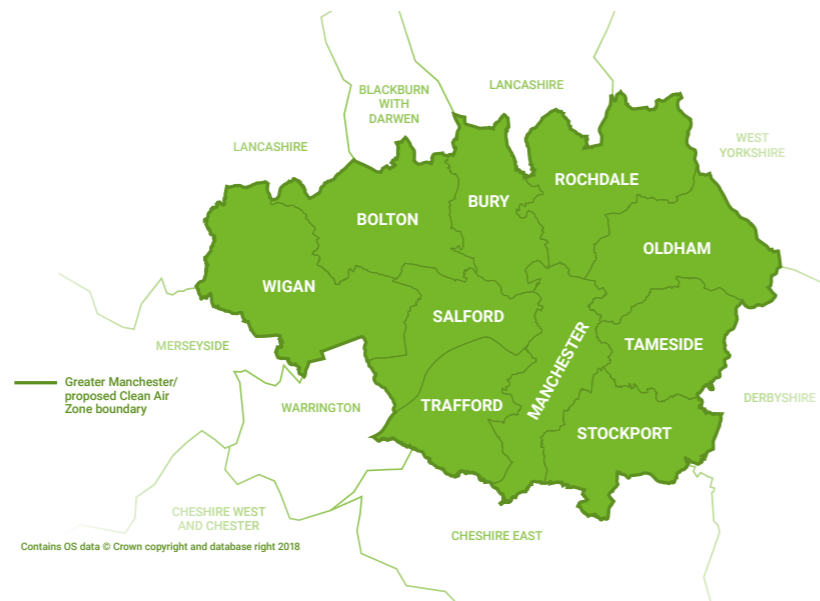 LANCASHIRE
BLACKBURN
WITH
DARWEN
LANCASHIRE
WEST
YORKSHIRE
ROCHDALE
BURY
BOLTON
OLDHAM
WIGAN
SALFORD
MANCHESTER
TAMESIDE
MERSEYSIDE
Greater Manchester/
proposed Clean Air
Zone boundary
WARRINGTON
TRAFFORD
DERBYSHIRE
STOCKPORT
CHESHIRE WEST
AND CHESTER
CHESHIRE EAST
Contains OS data © Crown copyright and database right 2018